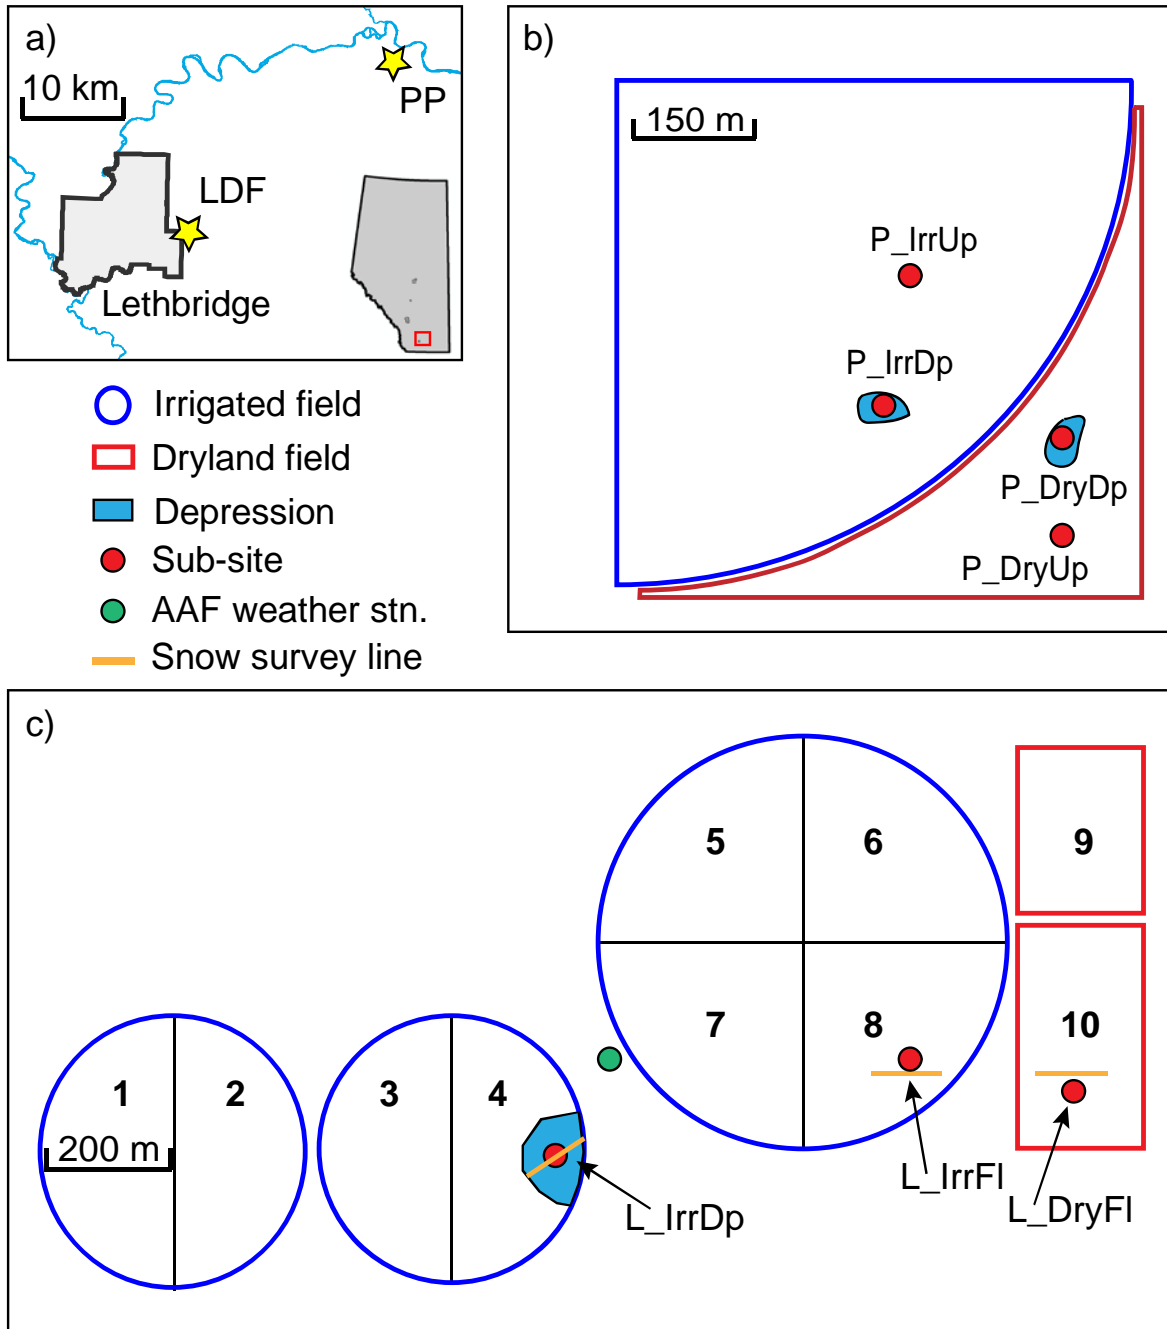 a)
10 km
PP
LDF
Lethbridge
Irrigated field
Dryland field
Depression
Sub-site
AAF weather stn.
Snow survey line
b)
150 m
P_IrrUp
P_IrrDp
P_DryDp
P_DryUp
c)
5
6
9
7
8
10
1
2
3
4
200 m
L_IrrDp
L_IrrFl
L_DryFl